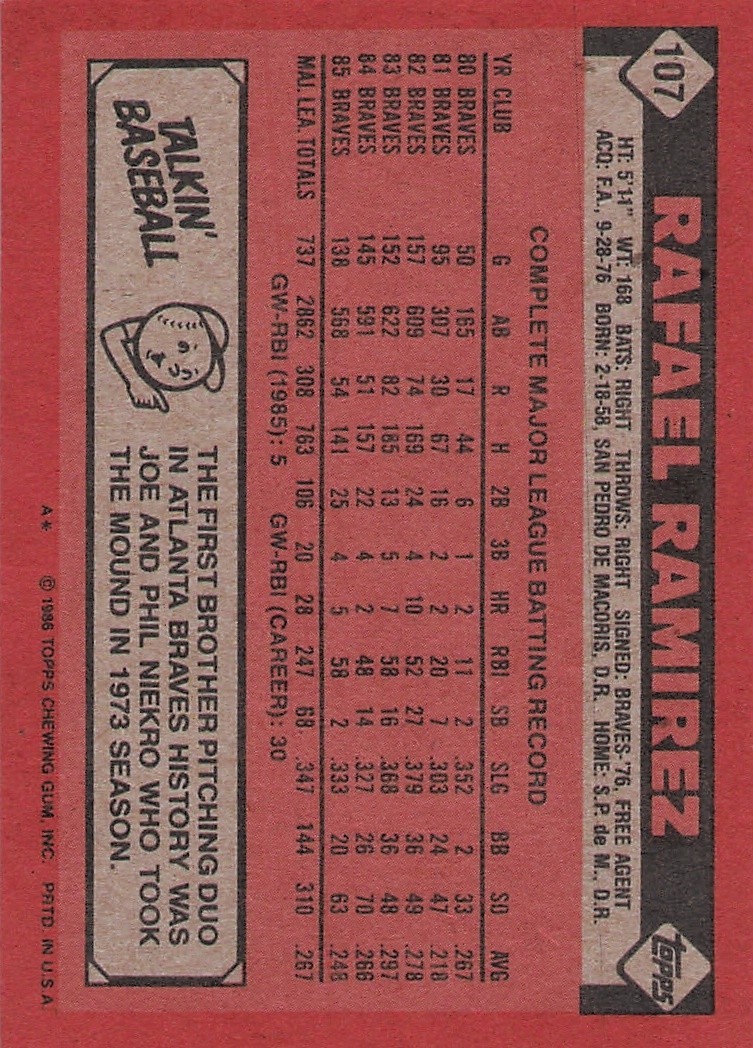 107
RAFAEL RAMIREZ
topps
HT: 5'11" WT: 168 BATS: RIGHT THROWS: RIGHT SIGNED: BRAVES-'76, FREE AGENT
ACQ: F.A., 9-28-76 BORN: 2-18-58, SAN PEDRO DE MACORIS, D.R. HOME: S.P. de M., D.R.
COMPLETE MAJOR LEAGUE BATTING RECORD
YR CLUB G AB R H 2B 3B HR RBI SB SLG BB SO AVG
80 BRAVES 50 165 17 44 6 1 2 11 2 .352 2 33 .267
81 BRAVES 95 307 30 67 16 2 2 20 7 .303 24 47 .218
82 BRAVES 157 609 74 169 24 4 10 52 27 .379 36 49 .278
83 BRAVES 152 622 82 185 13 5 7 58 16 .368 36 48 .297
84 BRAVES 145 591 51 157 22 4 2 48 14 .327 26 70 .266
85 BRAVES 138 568 54 141 25 4 5 58 2 .333 20 63 .248
MAJ. LEA. TOTALS 737 2862 308 763 106 20 28 247 68 .347 144 310 .267
GW-RBI (1985): 5 GW-RBI (CAREER): 30
TALKIN'
BASEBALL
THE FIRST BROTHER PITCHING DUO
IN ATLANTA BRAVES HISTORY WAS
JOE AND PHIL NIEKRO WHO TOOK
THE MOUND IN 1973 SEASON.
A* © 1986 TOPPS CHEWING GUM, INC. PRTD. IN U.S.A.